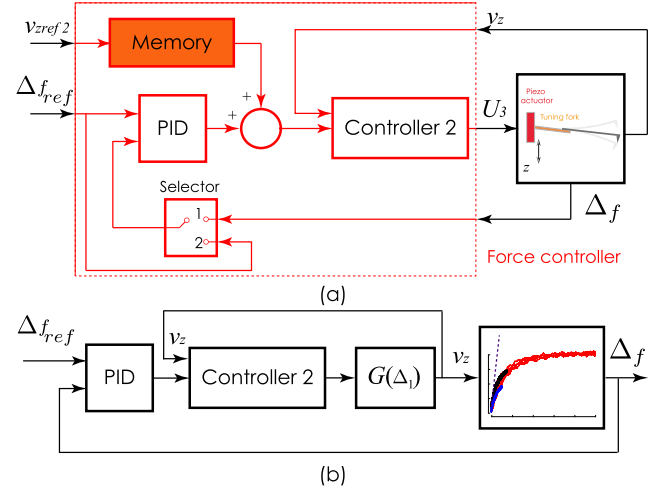 v_zref 2
Memory
v_z
Δf_ref
+
+
PID
Controller 2
U_3
Piezo
actuator
Tuning fork
z
Selector
1
2
Δ_f
Force controller
(a)
Δf_ref
v_z
PID
Controller 2
G(Δ_1)
v_z
Δ_f
(b)